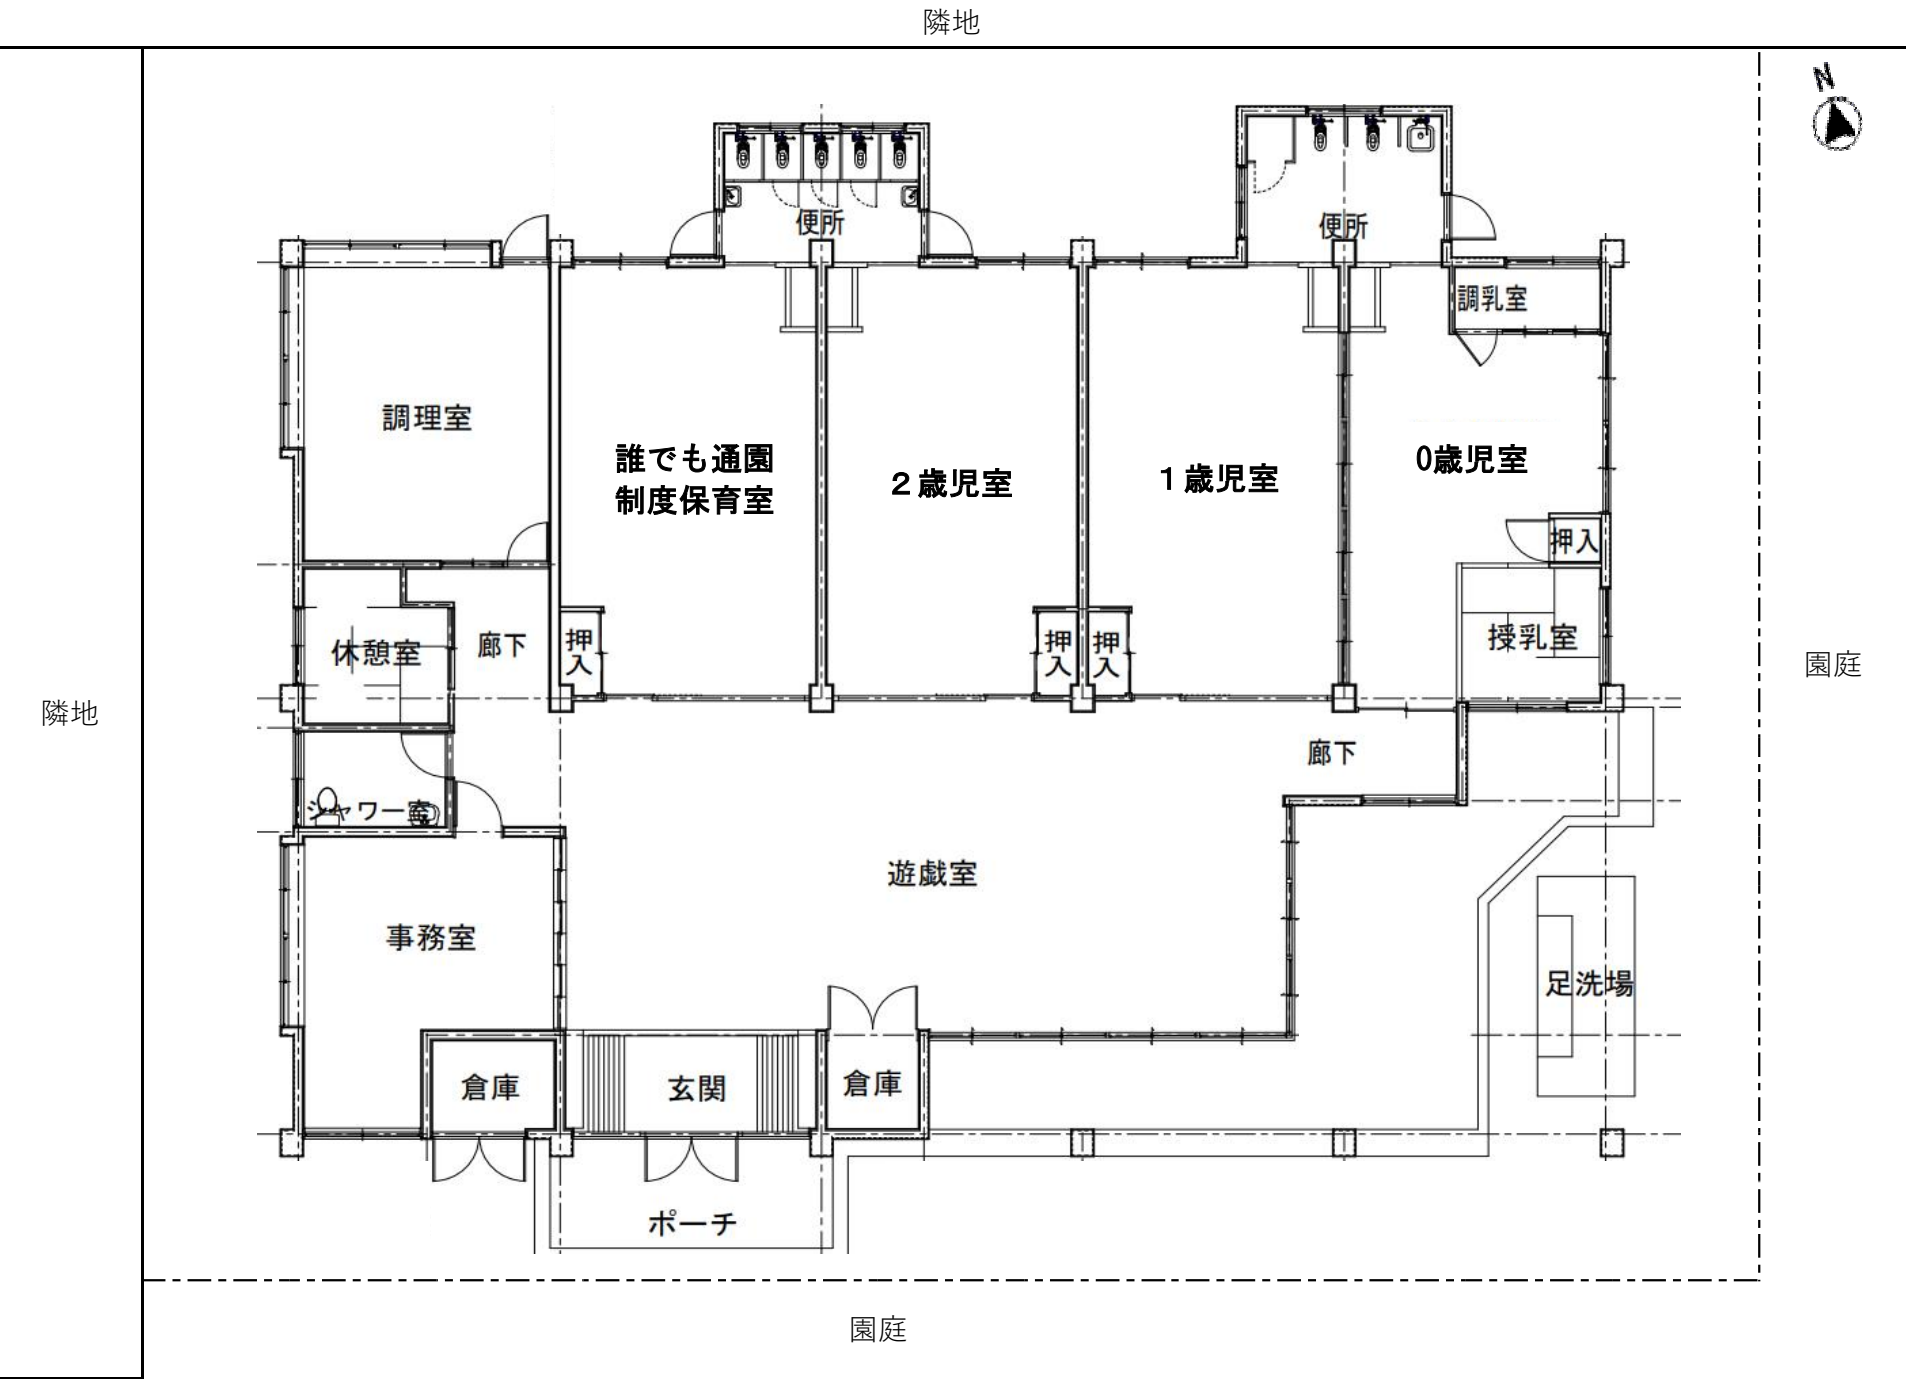 隣地
N
便所
便所
調乳室
調理室
誰でも通園
制度保育室
２歳児室
１歳児室
0歳児室
押入
休憩室
廊下
押入
押入
押入
授乳室
園庭
隣地
廊下
シャワー室
遊戯室
事務室
足洗場
倉庫
玄関
倉庫
ポーチ
園庭